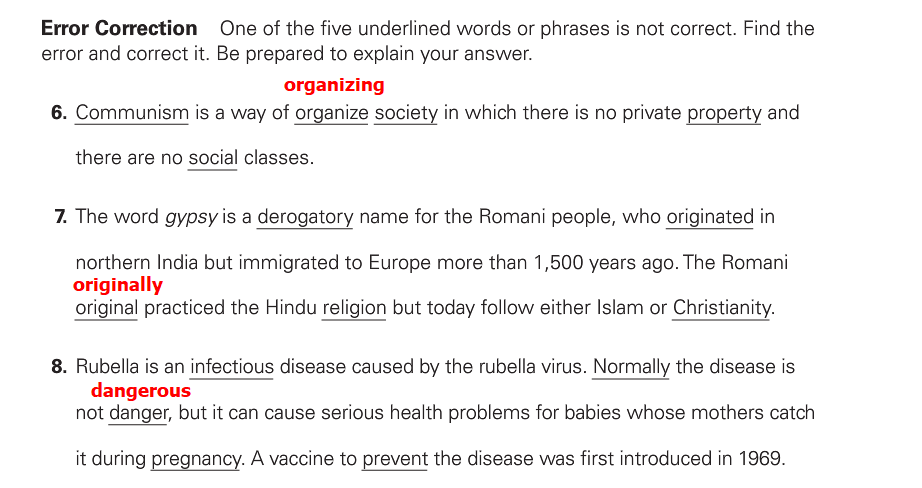 Error Correction One of the five underlined words or phrases is not correct. Find the
error and correct it. Be prepared to explain your answer.
organizing
6. Communism is a way of organize society in which there is no private property and
there are no social classes.
7. The word gypsy is a derogatory name for the Romani people, who originated in
northern India but immigrated to Europe more than 1,500 years ago. The Romani
originally
original practiced the Hindu religion but today follow either Islam or Christianity.
8. Rubella is an infectious disease caused by the rubella virus. Normally the disease is
dangerous
not danger, but it can cause serious health problems for babies whose mothers catch
it during pregnancy. A vaccine to prevent the disease was first introduced in 1969.